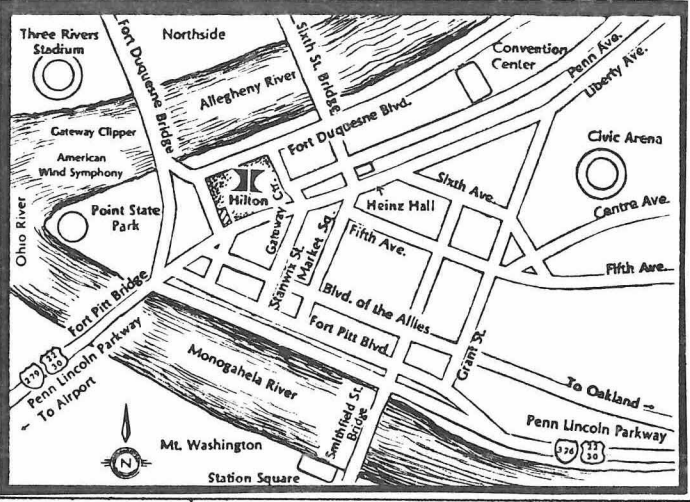 Three Rivers
Stadium
Northside
Fort Duquesne Bridge
Sixth St. Bridge
Convention
Center
Penn Ave.
Liberty Ave.
Allegheny River
Fort Duquesne Blvd.
Gateway Clipper
American
Wind Symphony
Civic Arena
Hilton
Gateway Ctr.
Sixth Ave.
Heinz Hall
Centre Ave.
Ohio River
Point State
Park
Market Sq.
Stanwix St.
Fifth Ave.
Fifth Ave.
Blvd. of the Allies
Fort Pitt Bridge
Fort Pitt Blvd.
Grant St.
279
22
30
Penn Lincoln Parkway
← To Airport
Monogahela River
To Oakland →
Smithfield St.
Bridge
Penn Lincoln Parkway
376
22
30
N
Mt. Washington
Station Square